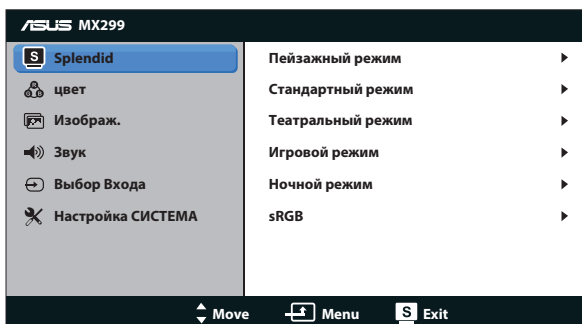 ASUS MX299
S Splendid
цвет
Изображ.
Звук
Выбор Входа
Настройка СИСТЕМА
Пейзажный режим
Стандартный режим
Театральный режим
Игровой режим
Ночной режим
sRGB
Move Menu S Exit